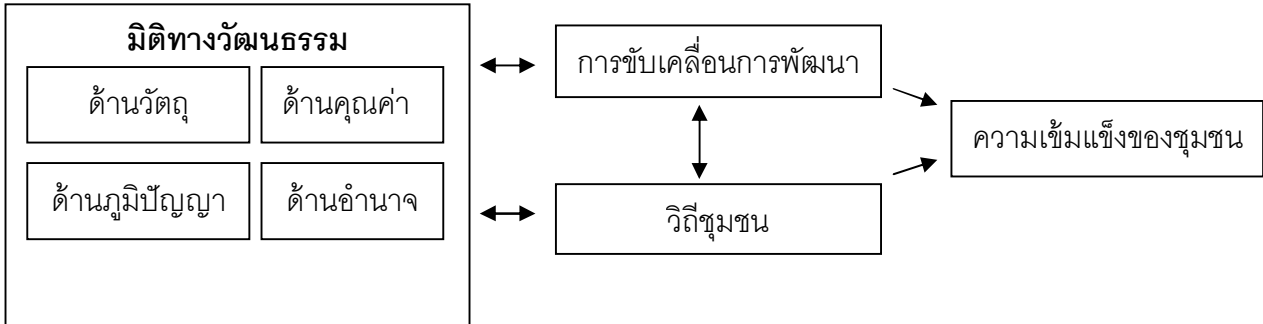 มิติทางวัฒนธรรม
ด้านวัตถุ
ด้านคุณค่า
ด้านภูมิปัญญา
ด้านอำนาจ
การขับเคลื่อนการพัฒนา
วิถีชุมชน
ความเข้มแข็งของชุมชน